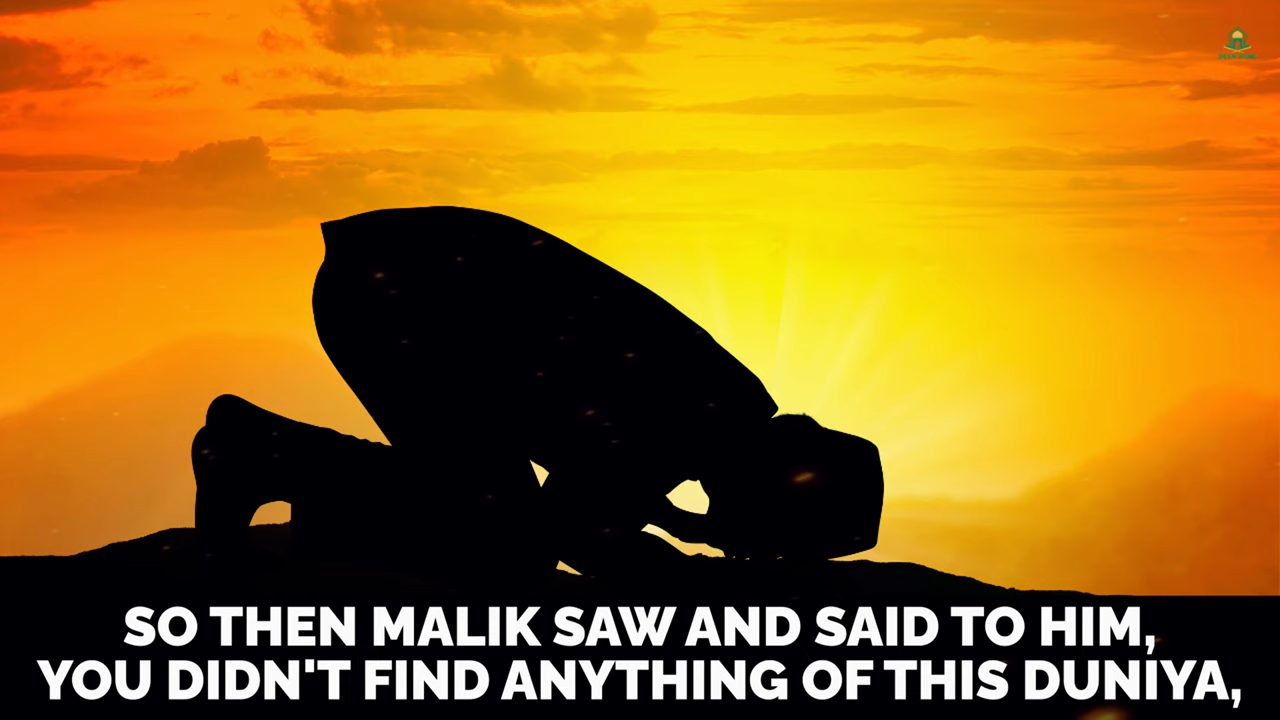 SO THEN MALIK SAW AND SAID TO HIM,
YOU DIDN'T FIND ANYTHING OF THIS DUNIYA,